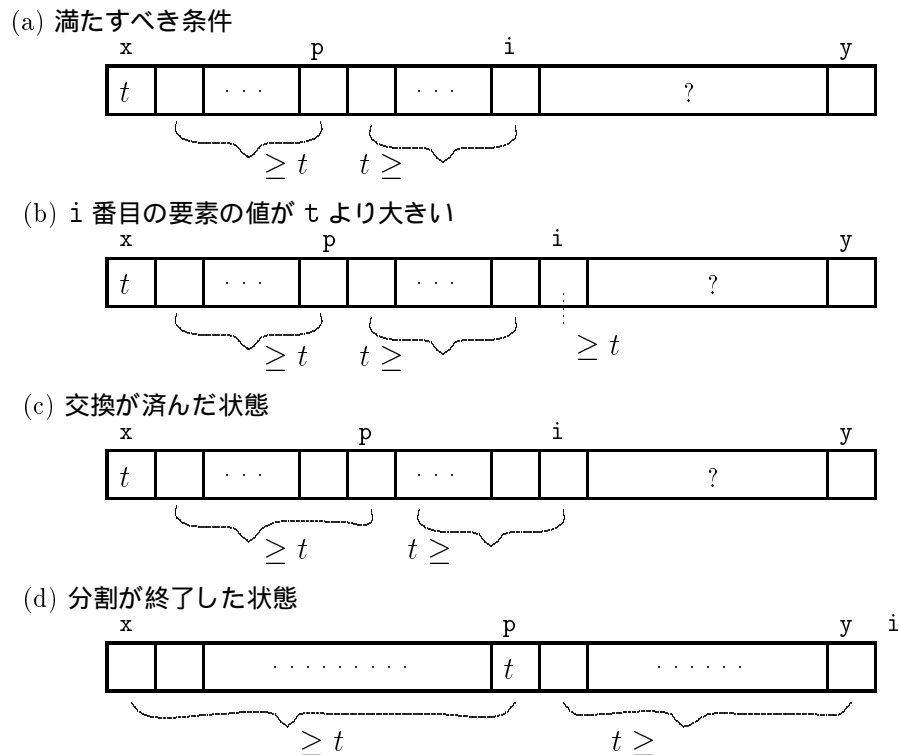 (a) 満たすべき条件
x p i y
t ··· ··· ?
≥ t t ≥
(b) i 番目の要素の値が t より大きい
x p i y
t ··· ··· ?
≥ t t ≥ ≥ t
(c) 交換が済んだ状態
x p i y
t ··· ··· ?
≥ t t ≥
(d) 分割が終了した状態
x p y i
········· t ······
≥ t t ≥